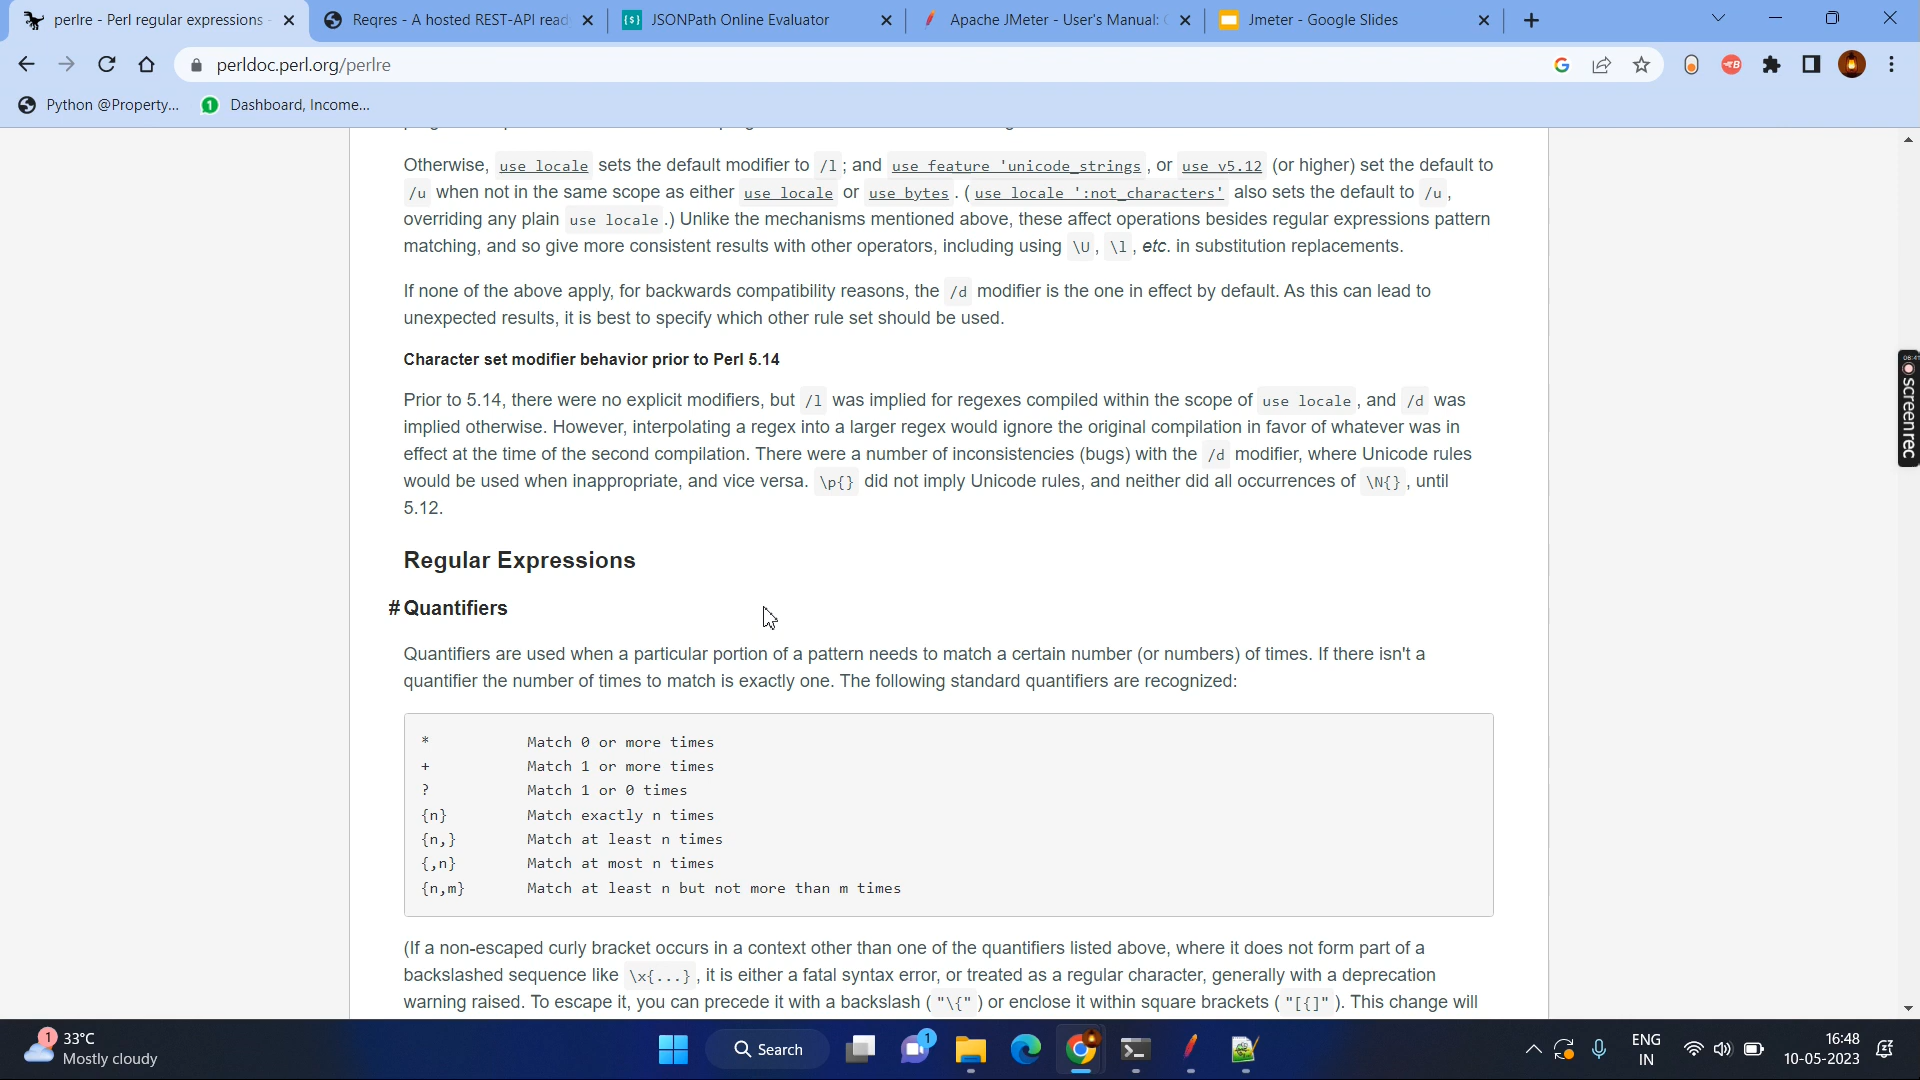 perlre - Perl regular expressions -
Reqres - A hosted REST-API read
JSONPath Online Evaluator
Apache JMeter - User's Manual:
Jmeter - Google Slides
perldoc.perl.org/perlre
Python @Property...
Dashboard, Income...
Otherwise, use locale sets the default modifier to /l; and use feature 'unicode_strings, or use v5.12 (or higher) set the default to
/u when not in the same scope as either use locale or use bytes. (use locale ':not_characters' also sets the default to /u,
overriding any plain use locale.) Unlike the mechanisms mentioned above, these affect operations besides regular expressions pattern
matching, and so give more consistent results with other operators, including using \U, \l, etc. in substitution replacements.
If none of the above apply, for backwards compatibility reasons, the /d modifier is the one in effect by default. As this can lead to
unexpected results, it is best to specify which other rule set should be used.
Character set modifier behavior prior to Perl 5.14
Prior to 5.14, there were no explicit modifiers, but /l was implied for regexes compiled within the scope of use locale, and /d was
implied otherwise. However, interpolating a regex into a larger regex would ignore the original compilation in favor of whatever was in
effect at the time of the second compilation. There were a number of inconsistencies (bugs) with the /d modifier, where Unicode rules
would be used when inappropriate, and vice versa. \p{} did not imply Unicode rules, and neither did all occurrences of \N{}, until
5.12.
Regular Expressions
# Quantifiers
Quantifiers are used when a particular portion of a pattern needs to match a certain number (or numbers) of times. If there isn't a
quantifier the number of times to match is exactly one. The following standard quantifiers are recognized:
* Match 0 or more times
+ Match 1 or more times
? Match 1 or 0 times
{n} Match exactly n times
{n,} Match at least n times
{,n} Match at most n times
{n,m} Match at least n but not more than m times
(If a non-escaped curly bracket occurs in a context other than one of the quantifiers listed above, where it does not form part of a
backslashed sequence like \x{...}, it is either a fatal syntax error, or treated as a regular character, generally with a deprecation
warning raised. To escape it, you can precede it with a backslash ("\{") or enclose it within square brackets ("[{]"). This change will
screenrec
1
33°C
Mostly cloudy
Search
1
ENG
IN
16:48
10-05-2023